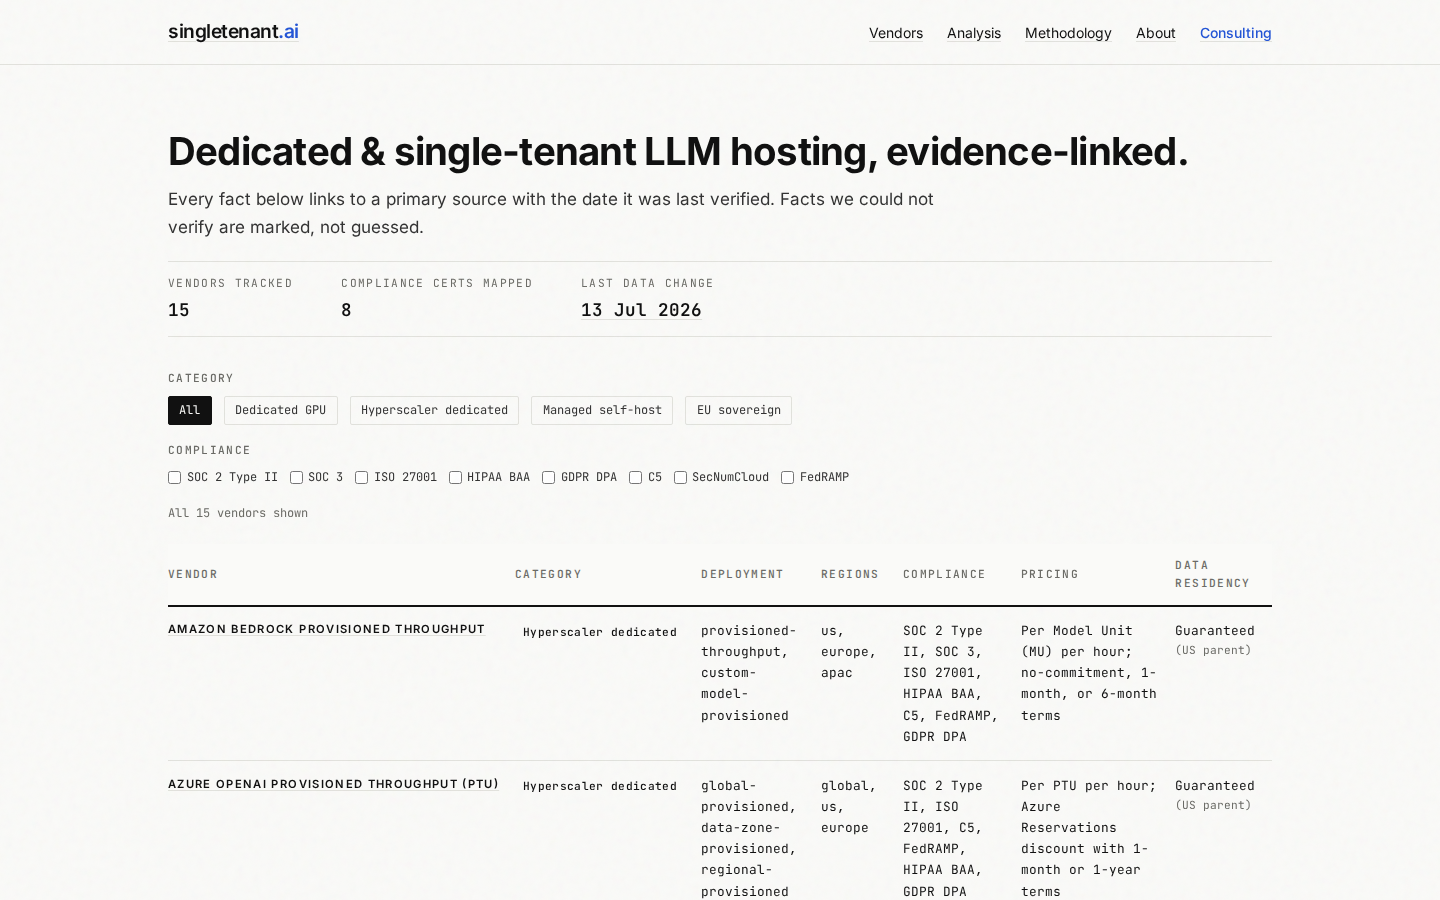 singletenant.ai
Vendors Analysis Methodology About Consulting
Dedicated & single-tenant LLM hosting, evidence-linked.
Every fact below links to a primary source with the date it was last verified. Facts we could not
verify are marked, not guessed.
VENDORS TRACKED
15
COMPLIANCE CERTS MAPPED
8
LAST DATA CHANGE
13 Jul 2026
CATEGORY
All Dedicated GPU Hyperscaler dedicated Managed self-host EU sovereign
COMPLIANCE
SOC 2 Type II SOC 3 ISO 27001 HIPAA BAA GDPR DPA C5 SecNumCloud FedRAMP
All 15 vendors shown
VENDOR
CATEGORY
DEPLOYMENT
REGIONS
COMPLIANCE
PRICING
DATA
RESIDENCY
AMAZON BEDROCK PROVISIONED THROUGHPUT
Hyperscaler dedicated
provisioned-
throughput,
custom-
model-
provisioned
us,
europe,
apac
SOC 2 Type
II, SOC 3,
ISO 27001,
HIPAA BAA,
C5, FedRAMP,
GDPR DPA
Per Model Unit
(MU) per hour;
no-commitment, 1-
month, or 6-month
terms
Guaranteed
(US parent)
AZURE OPENAI PROVISIONED THROUGHPUT (PTU)
Hyperscaler dedicated
global-
provisioned,
data-zone-
provisioned,
regional-
provisioned
global,
us,
europe
SOC 2 Type
II, ISO
27001, C5,
FedRAMP,
HIPAA BAA,
GDPR DPA
Per PTU per hour;
Azure
Reservations
discount with 1-
month or 1-year
terms
Guaranteed
(US parent)